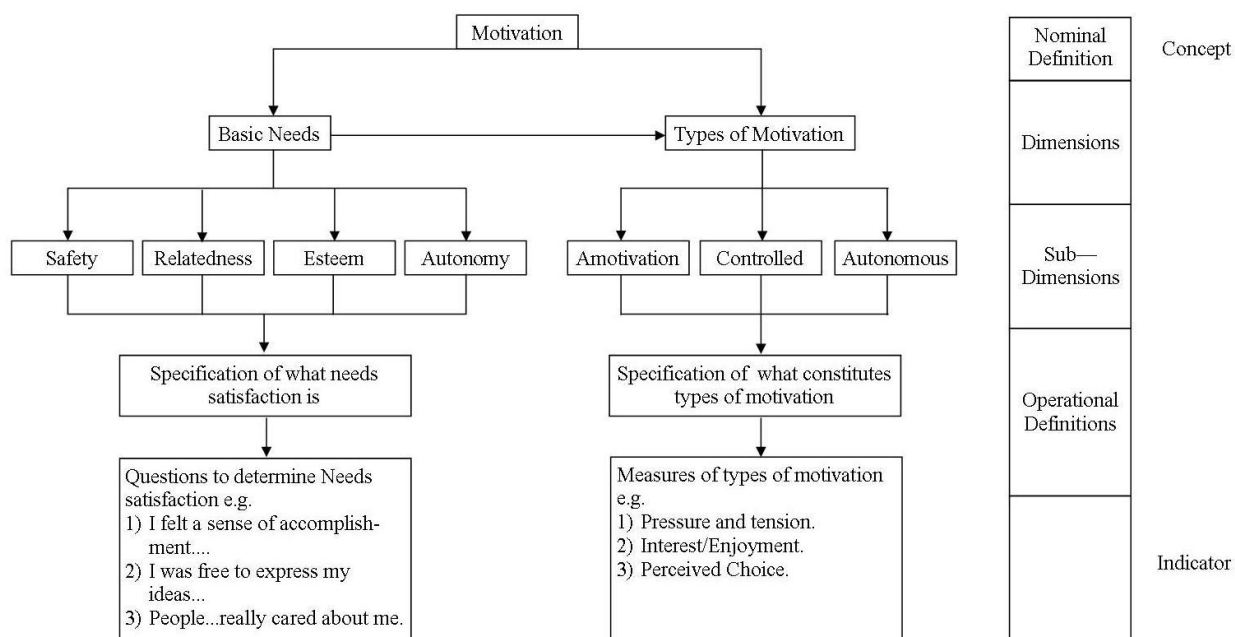 Motivation
Nominal
Definition
Concept
Basic Needs
Types of Motivation
Dimensions
Safety
Relatedness
Esteem
Autonomy
Amotivation
Controlled
Autonomous
Sub—
Dimensions
Specification of what needs
satisfaction is
Specification of what constitutes
types of motivation
Operational
Definitions
Questions to determine Needs
satisfaction e.g.
1) I felt a sense of accomplish-
ment....
2) I was free to express my
ideas...
3) People...really cared about me.
Measures of types of motivation
e.g.
1) Pressure and tension.
2) Interest/Enjoyment.
3) Perceived Choice.
Indicator